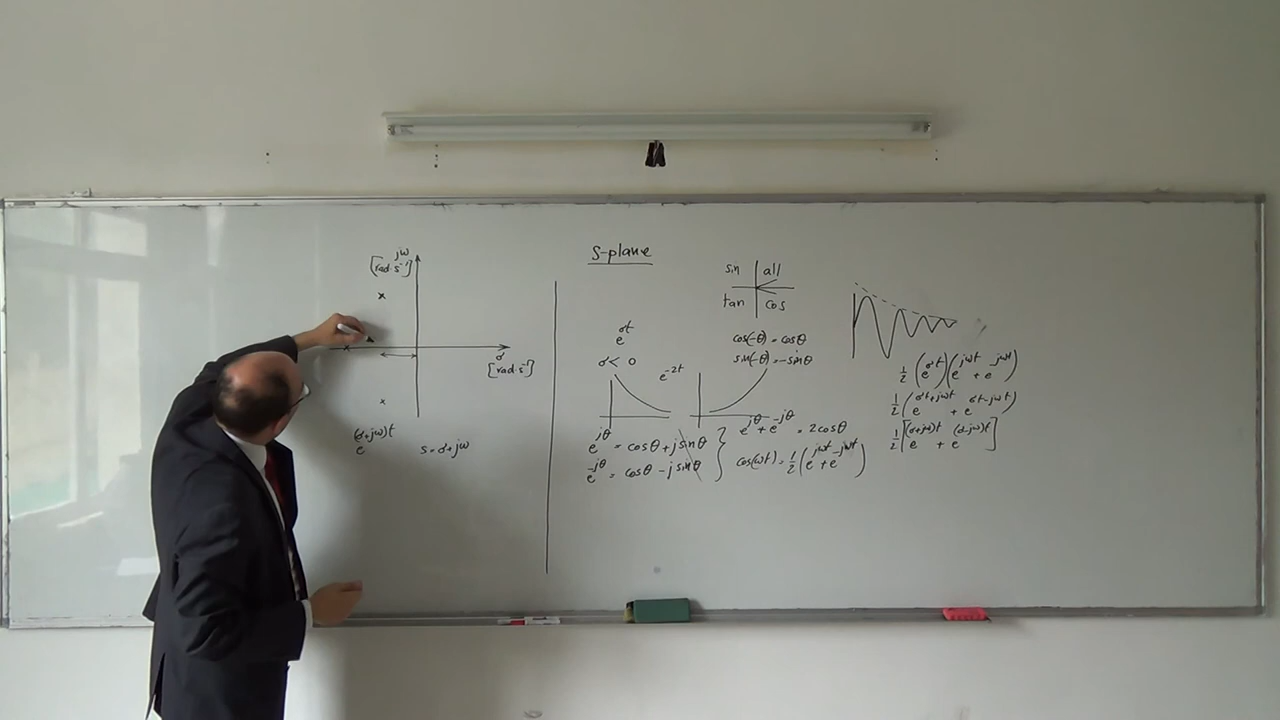 S-plane
jω
[rad·s⁻¹]
σ
[rad·s⁻¹]
e^(σ+jω)t
s=σ+jω
e^σt
σ< 0
e^-2t
sin all
tan cos
cos(-θ)=cosθ
sin(-θ)=-sinθ
e^jθ = cosθ+j sinθ
e^-jθ = cosθ-j sinθ
e^jθ+e^-jθ = 2cosθ
cos(ωt)=1/2(e^jωt+e^-jωt)
1/2(e^σt)(e^jωt+e^-jωt)
1/2(e^σt+jωt + e^σt-jωt)
1/2[e^(σ+jω)t + e^(σ-jω)t]